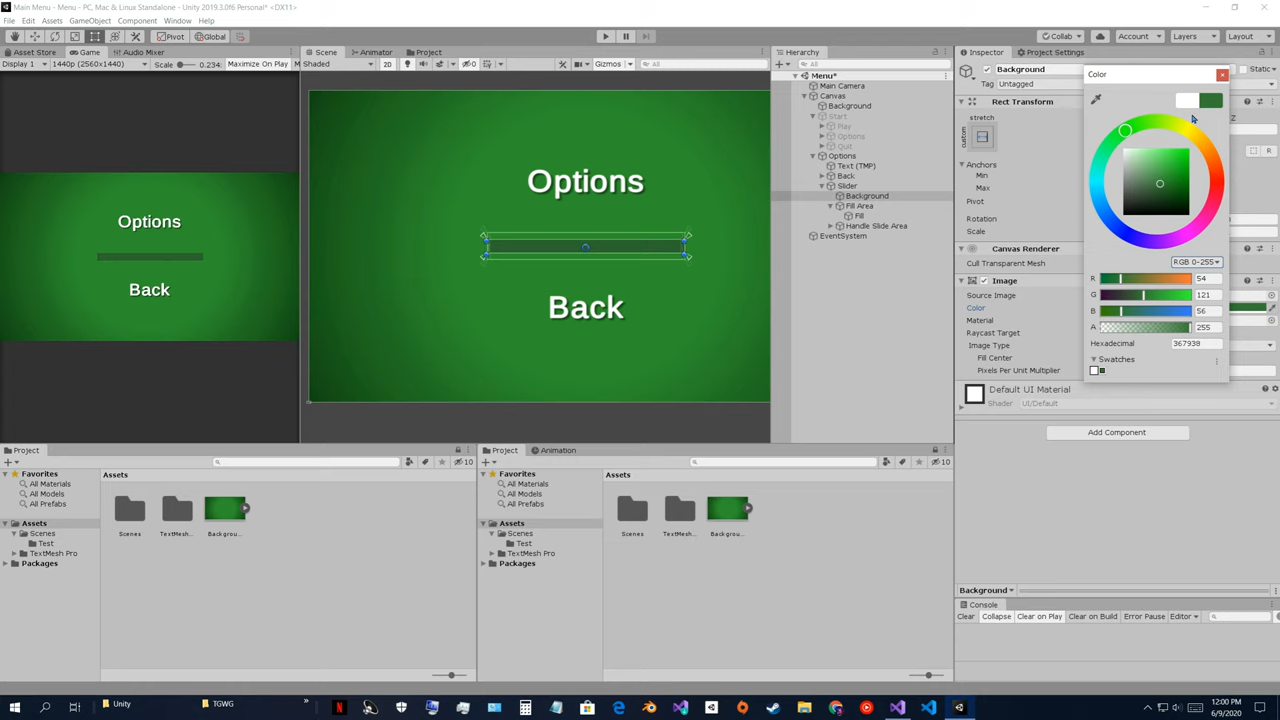 Main Menu - Menu - PC, Mac & Linux Standalone - Unity 2019.3.0f6 Personal* <DX11>
File Edit Assets GameObject Component Window Help
Pivot Global Collab Account Layers Layout
Asset Store Game Audio Mixer Scene Animator Project Hierarchy Inspector Project Settings
Display 1 1440p (2560x1440) Scale 0.234: Maximize On Play Shaded 2D 0 Gizmos All All
Background Static
Tag Untagged
Color
Menu*
Main Camera
Canvas
Background
Start
Play
Options
Quit
Options
Text (TMP)
Back
Slider
Background
Fill Area
Fill
Handle Slide Area
EventSystem
Options
Back
Options
Back
Rect Transform
stretch
custom
Z
R
Anchors
Min
Max
Pivot
Rotation
Scale
Canvas Renderer
Cull Transparent Mesh
Image
Source Image
Color
Material
Raycast Target
Image Type
Fill Center
Pixels Per Unit Multiplier
RGB 0-255
R 54
G 121
B 56
A 255
Hexadecimal 367938
Swatches
Default UI Material
Shader UI/Default
Add Component
Project
10
Favorites
All Materials
All Models
All Prefabs
Assets
Scenes
Test
TextMesh Pro
Packages
Assets
Scenes TextMesh... Backgrou...
Project Animation
10
Favorites
All Materials
All Models
All Prefabs
Assets
Scenes
Test
TextMesh Pro
Packages
Assets
Scenes TextMesh... Backgrou...
Background
Console
Clear Collapse Clear on Play Clear on Build Error Pause Editor
Unity TGWG
12:00 PM
6/9/2020